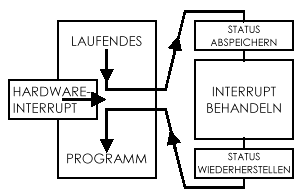 LAUFENDES
HARDWARE-
INTERRUPT
PROGRAMM
STATUS
ABSPEICHERN
INTERRUPT
BEHANDELN
STATUS
WIEDERHERSTELLEN